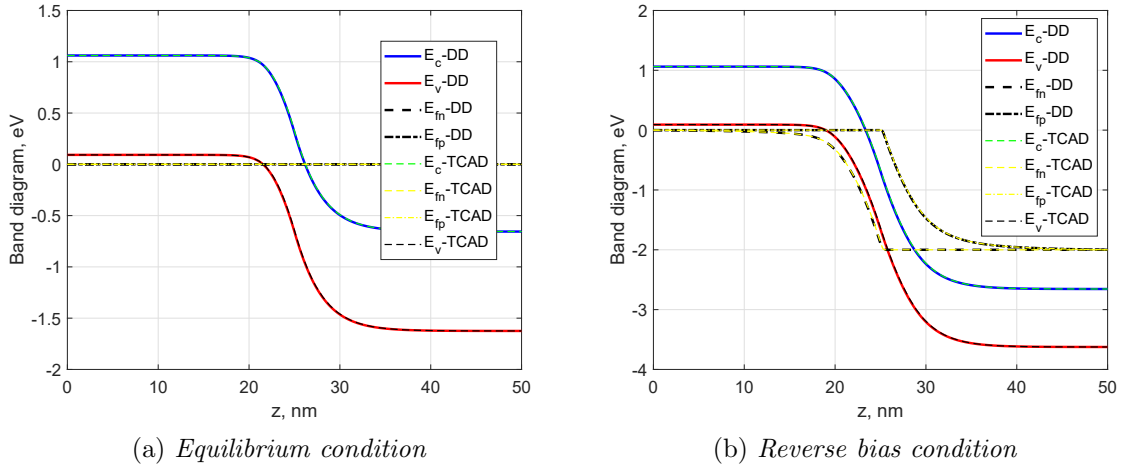 1.5
1
0.5
0
-0.5
-1
-1.5
-2
Band diagram, eV
0 10 20 30 40 50
z, nm
E_c-DD
E_v-DD
E_fn-DD
E_fp-DD
E_c-TCAD
E_fn-TCAD
E_fp-TCAD
E_v-TCAD
(a) Equilibrium condition
2
1
0
-1
-2
-3
-4
Band diagram, eV
0 10 20 30 40 50
z, nm
E_c-DD
E_v-DD
E_fn-DD
E_fp-DD
E_c-TCAD
E_fn-TCAD
E_fp-TCAD
E_v-TCAD
(b) Reverse bias condition